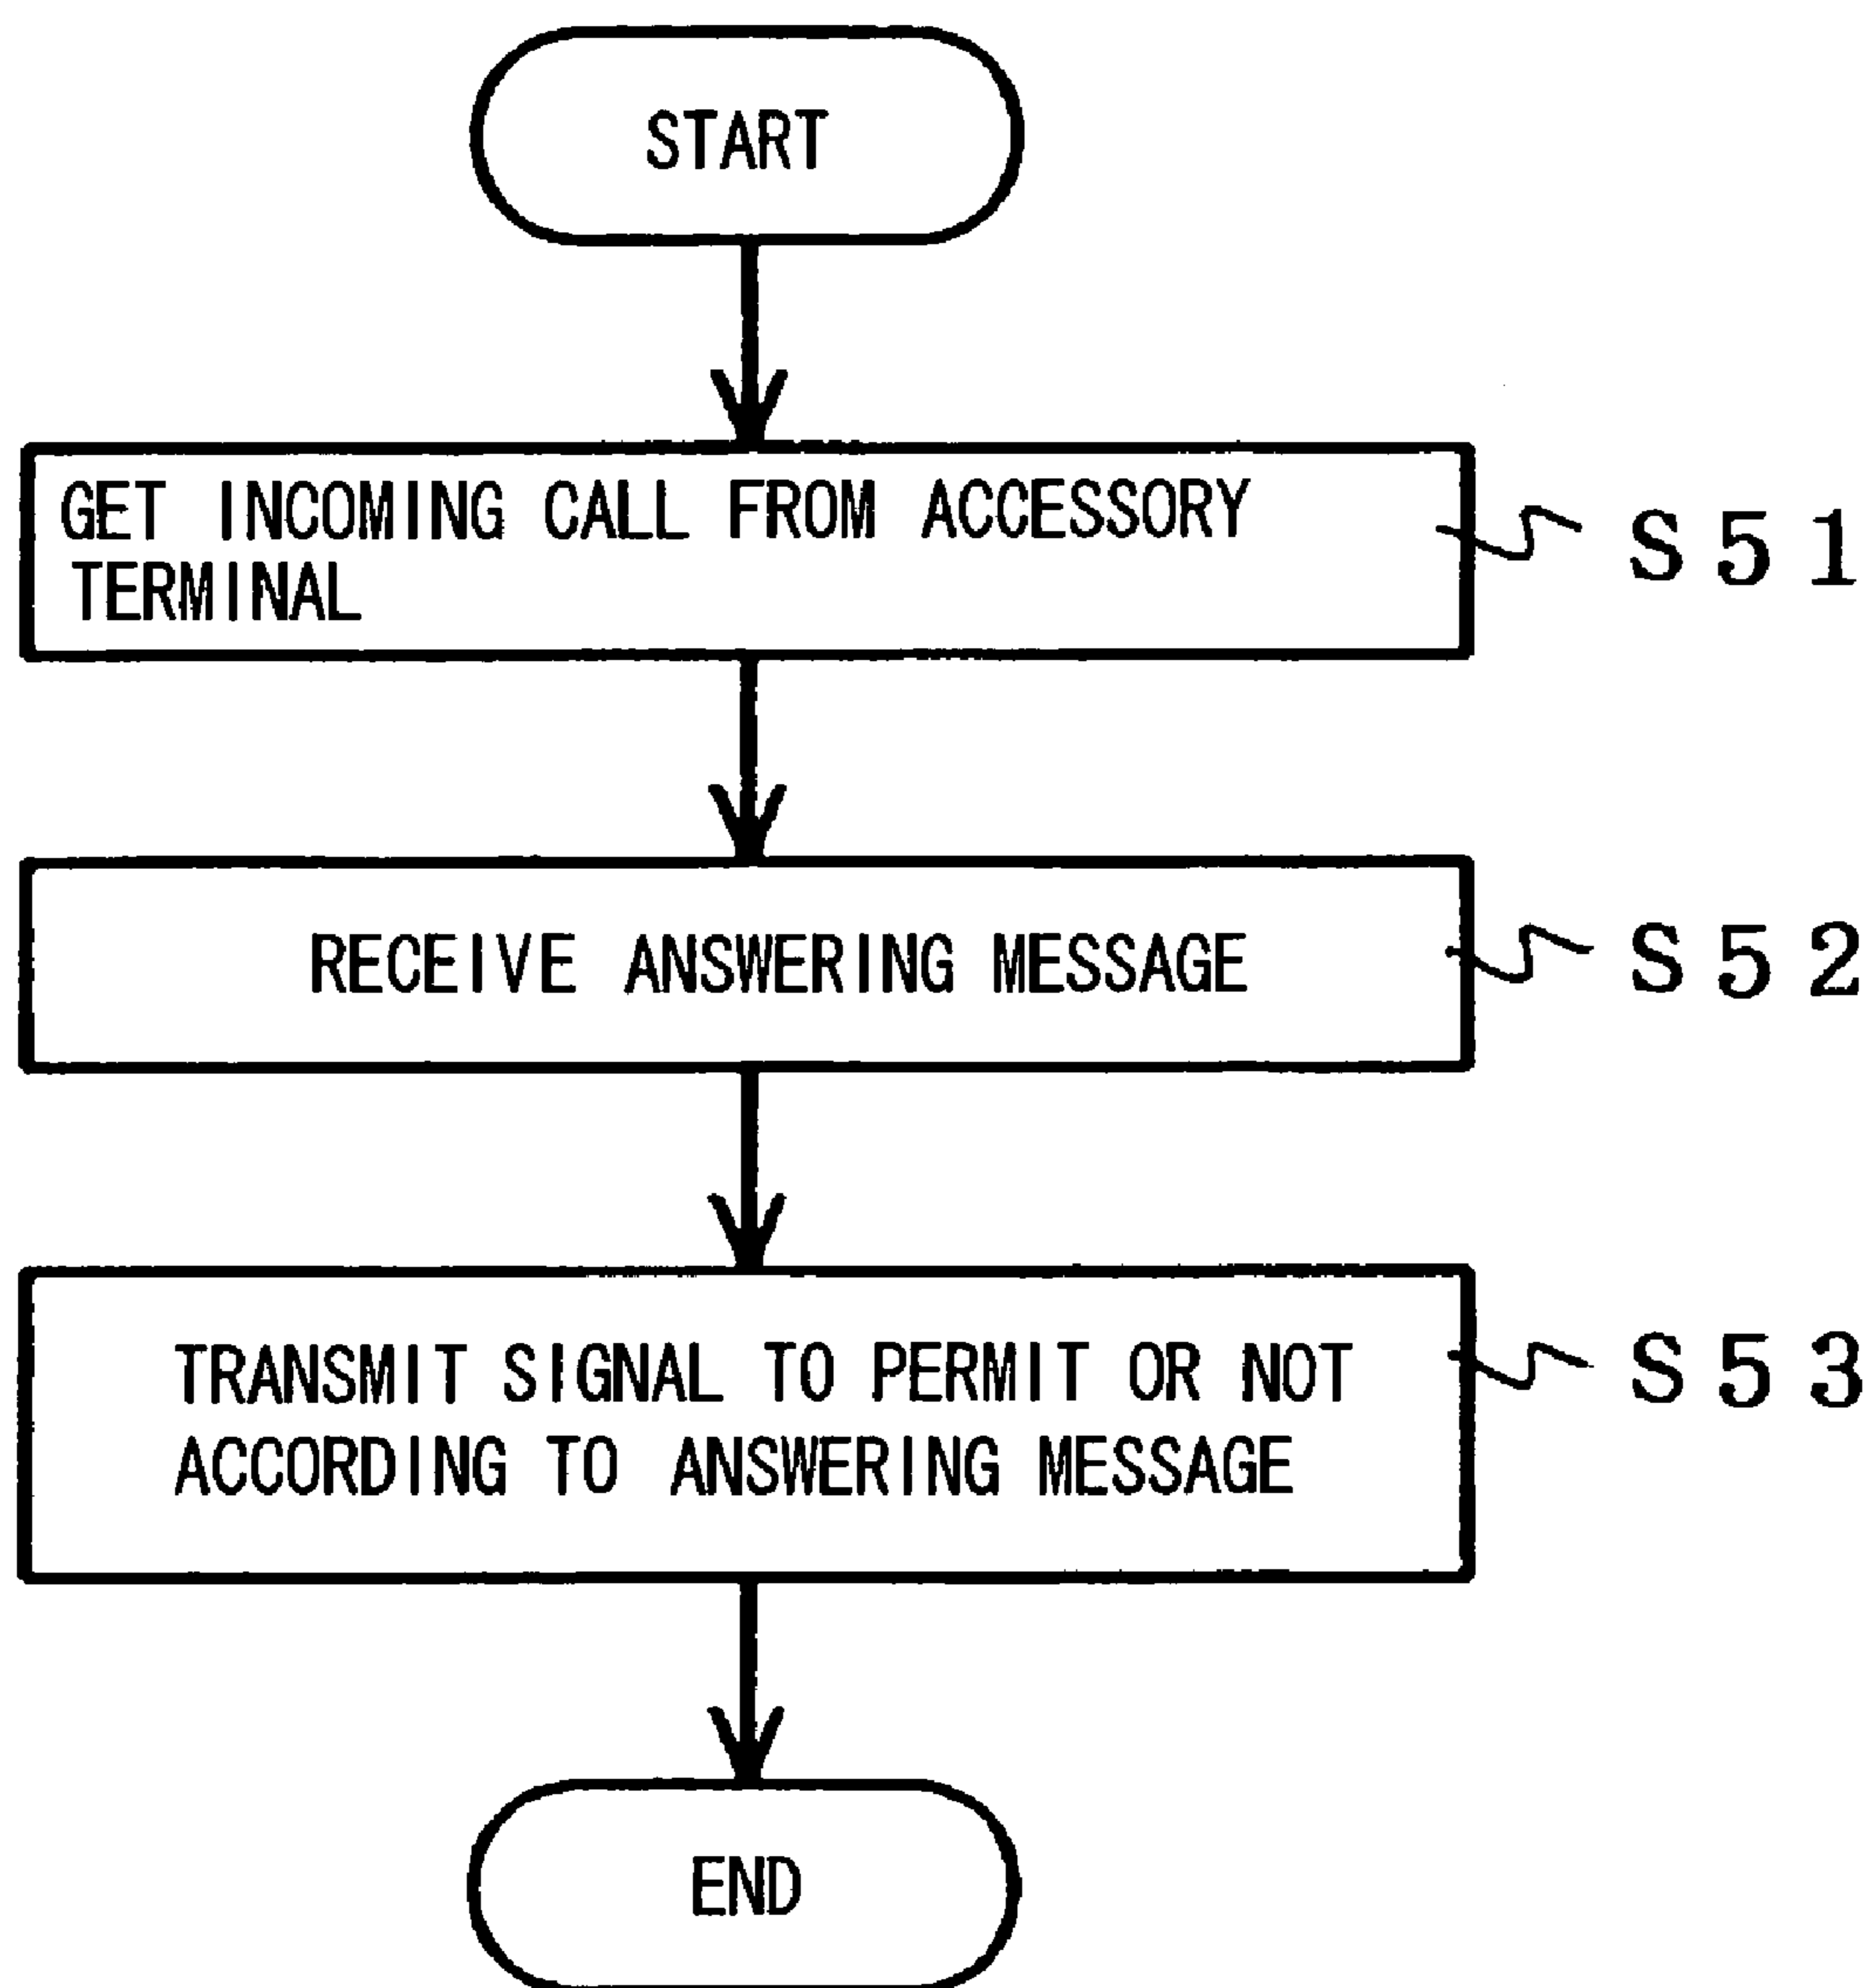 START
GET INCOMING CALL FROM ACCESSORY
TERMINAL
S51
RECEIVE ANSWERING MESSAGE
S52
TRANSMIT SIGNAL TO PERMIT OR NOT
ACCORDING TO ANSWERING MESSAGE
S53
END